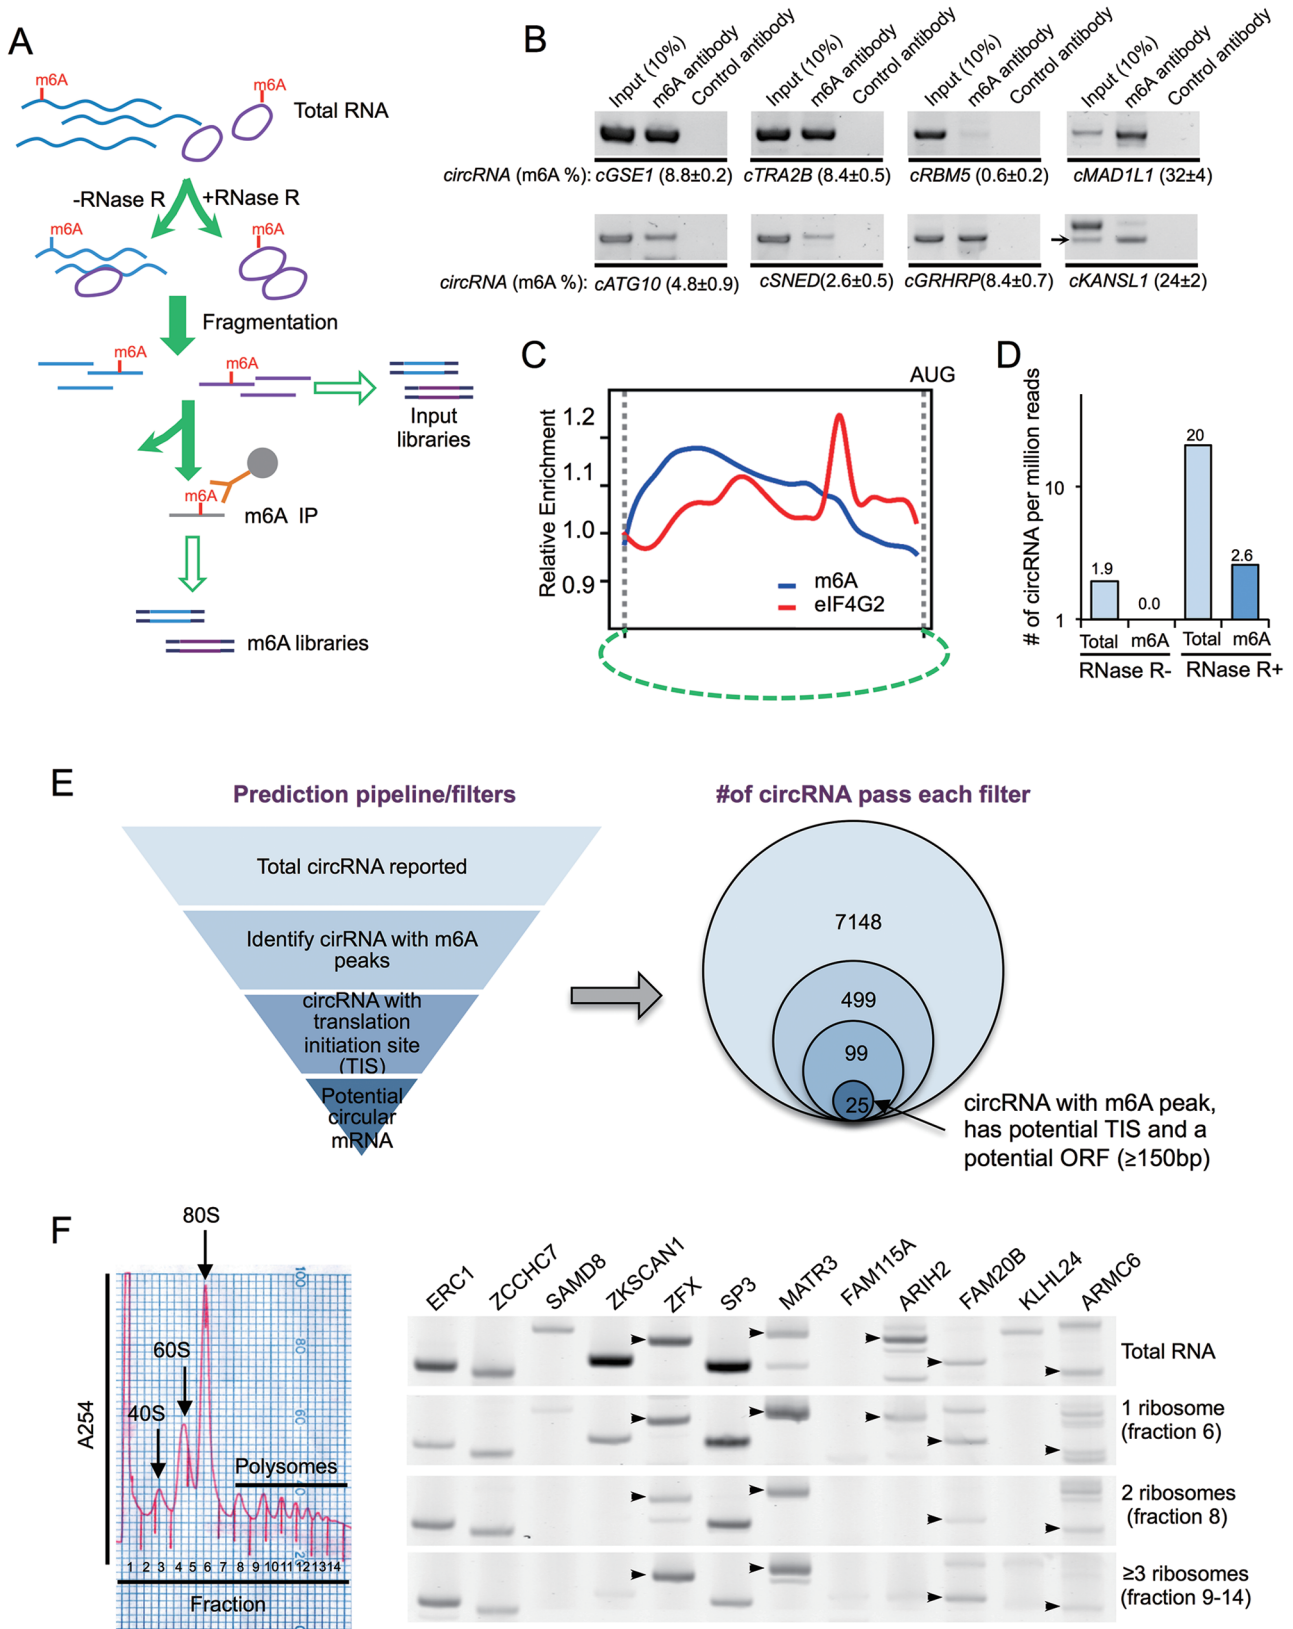 A
m6A
m6A
Total RNA
-RNase R
+RNase R
m6A
m6A
Fragmentation
m6A
m6A
Input
libraries
m6A
m6A IP
m6A libraries
B
Input (10%)
m6A antibody
Control antibody
Input (10%)
m6A antibody
Control antibody
Input (10%)
m6A antibody
Control antibody
Input (10%)
m6A antibody
Control antibody
circRNA (m6A %): cGSE1 (8.8±0.2) cTRA2B (8.4±0.5) cRBM5 (0.6±0.2) cMAD1L1 (32±4)
circRNA (m6A %): cATG10 (4.8±0.9) cSNED(2.6±0.5) cGRHRP(8.4±0.7) cKANSL1 (24±2)
C
AUG
Relative Enrichment
1.2
1.1
1.0
0.9
m6A
eIF4G2
D
# of circRNA per million reads
10
1
1.9
0.0
20
2.6
Total m6A Total m6A
RNase R- RNase R+
E
Prediction pipeline/filters
#of circRNA pass each filter
Total circRNA reported
Identify cirRNA with m6A
peaks
circRNA with
translation
initiation site
(TIS)
Potential
circular
mRNA
7148
499
99
25
circRNA with m6A peak,
has potential TIS and a
potential ORF (≥150bp)
F
80S
60S
40S
Polysomes
A254
100
80
60
40
20
0
1 2 3 4 5 6 7 8 9 10 11 12 13 14
Fraction
ERC1
ZCCHC7
SAMD8
ZKSCAN1
ZFX
SP3
MATR3
FAM115A
ARIH2
FAM20B
KLHL24
ARMC6
Total RNA
1 ribosome
(fraction 6)
2 ribosomes
(fraction 8)
≥3 ribosomes
(fraction 9-14)